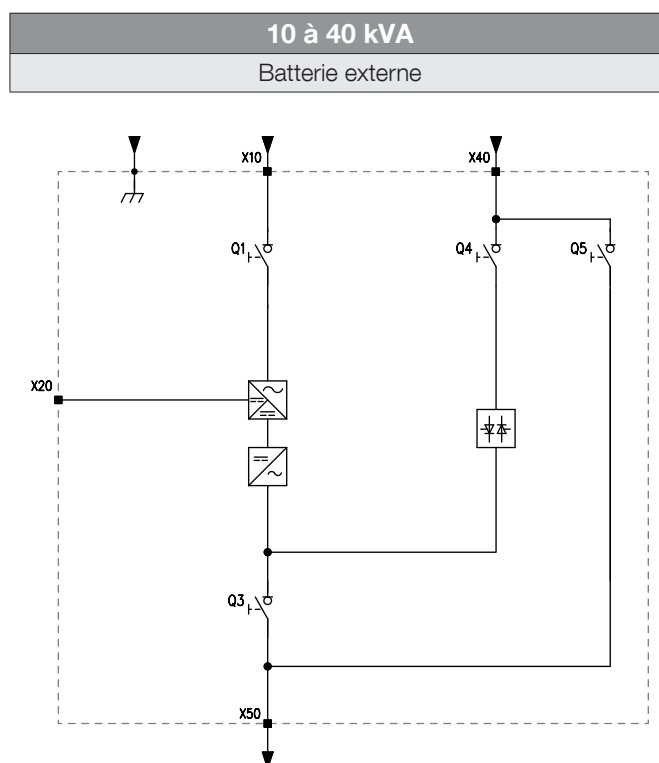 10 à 40 kVA
Batterie externe
X10
X40
Q1
Q4
Q5
X20
Q3
X50